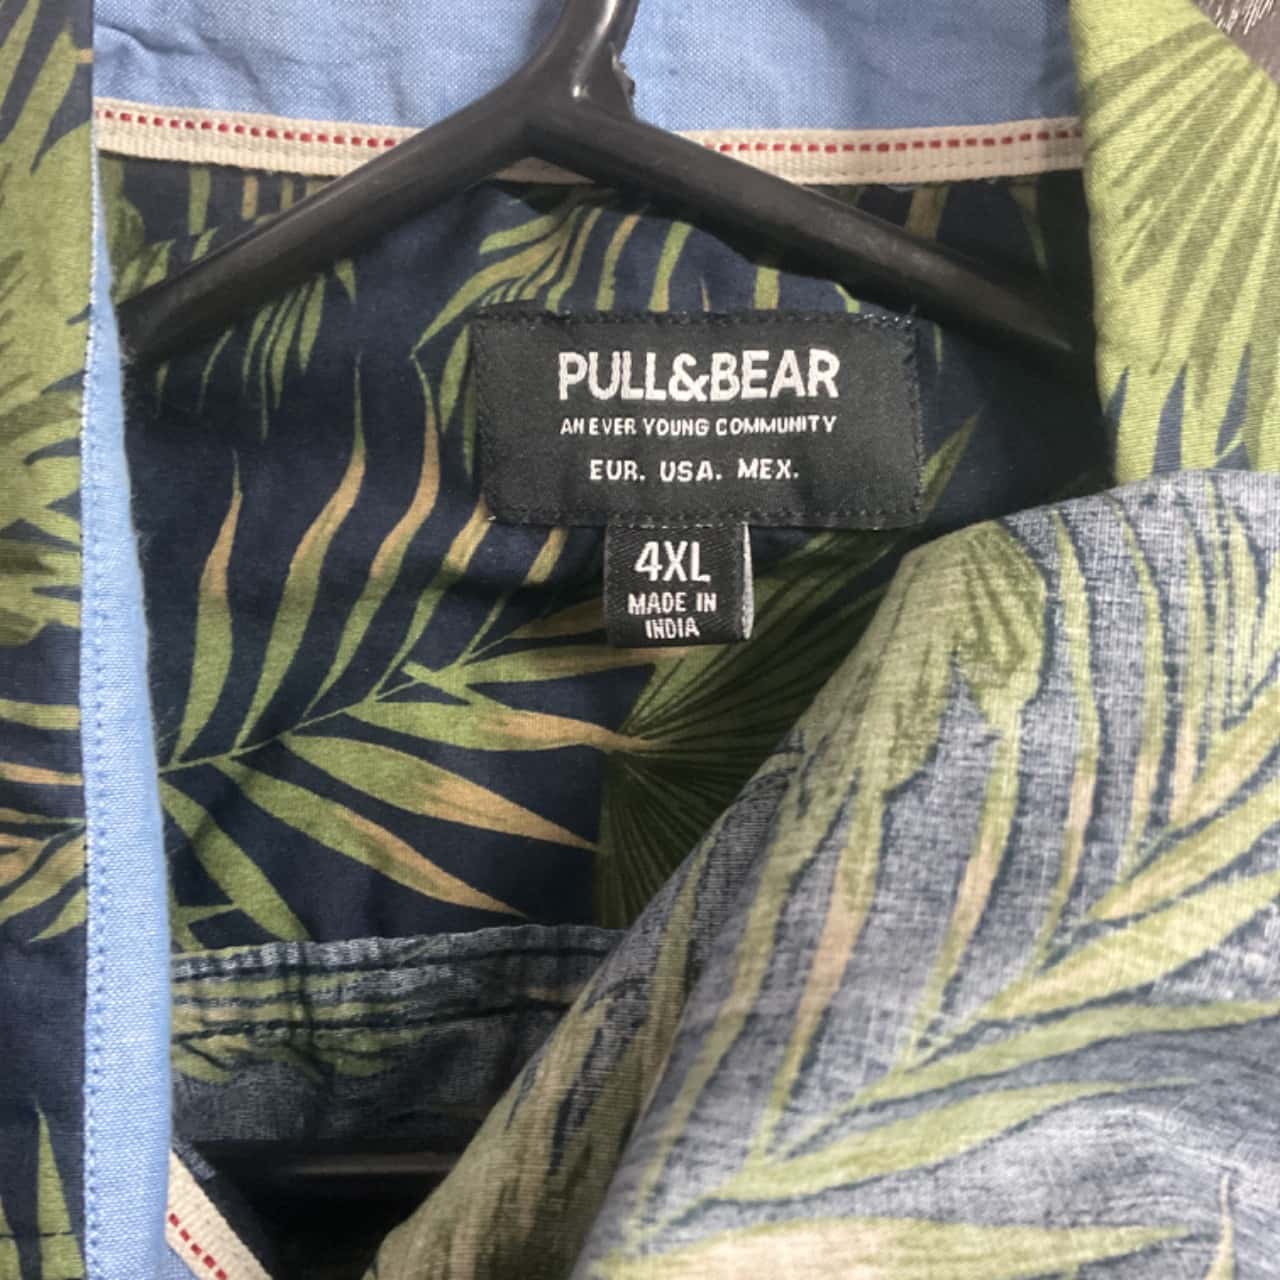 PULL&BEAR
AN EVER YOUNG COMMUNITY
EUR. USA. MEX.
4XL
MADE IN
INDIA